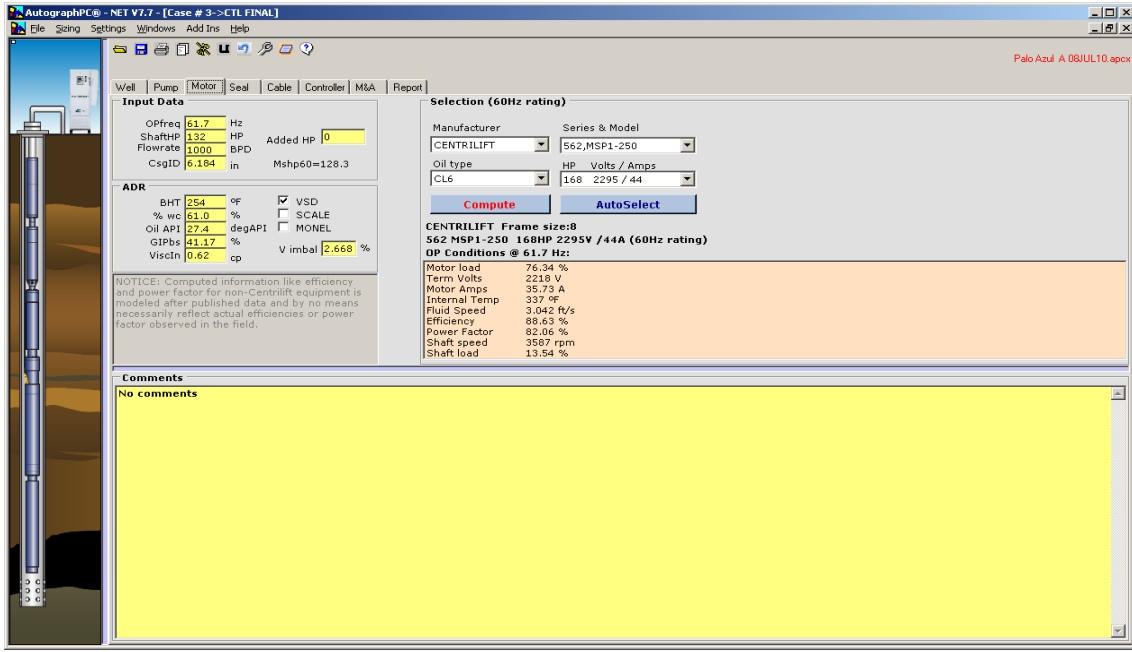 AutographPC® - NET V7.7 - [Case # 3->CTL FINAL]
File Sizing Settings Windows Add Ins Help
Palo Azul A 08JUL10.apcx
Well Pump Motor Seal Cable Controller M&A Report
Input Data
OPfreq 61.7 Hz
ShaftHP 132 HP Added HP 0
Flowrate 1000 BPD
CsgID 6.184 in Mshp60=128.3
ADR
BHT 254 ºF VSD
% wc 61.0 % SCALE
Oil API 27.4 degAPI MONEL
GIPbs 41.17 % V imbal 2.668 %
ViscIn 0.62 cp
NOTICE: Computed information like efficiency
and power factor for non-Centrilift equipment is
modeled after published data and by no means
necessarily reflect actual efficiencies or power
factor observed in the field.
Selection (60Hz rating)
Manufacturer Series & Model
CENTRILIFT 562,MSP1-250
Oil type HP Volts / Amps
CL6 168 2295 / 44
Compute AutoSelect
CENTRILIFT Frame size:8
562 MSP1-250 168HP 2295V /44A (60Hz rating)
OP Conditions @ 61.7 Hz:
Motor load 76.34 %
Term Volts 2218 V
Motor Amps 35.73 A
Internal Temp 337 ºF
Fluid Speed 3.042 ft/s
Efficiency 88.63 %
Power Factor 82.06 %
Shaft speed 3587 rpm
Shaft load 13.54 %
Comments
No comments